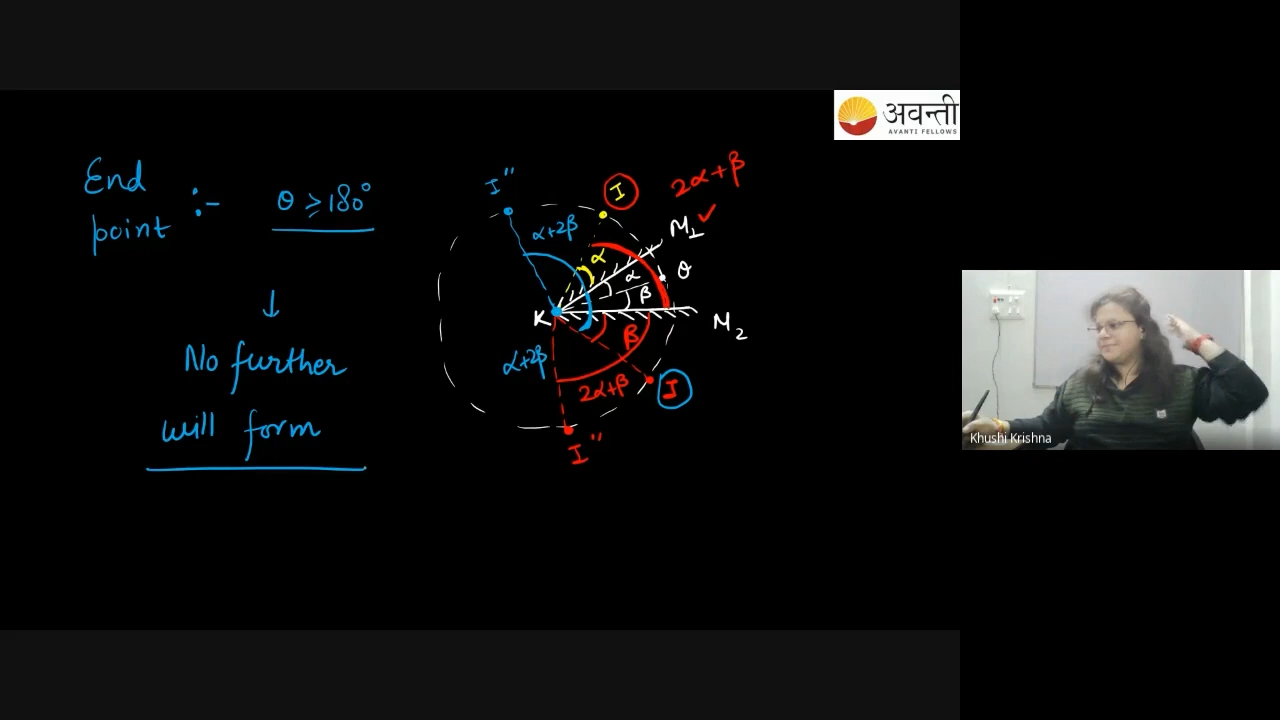 End
point :- θ ⩾ 180°
↓
No further
will form
I"
I
2α+β
α+2β
M₁ ✓
α
α
θ
β
K
M₂
β
α+2β
2α+β
I
I"
अवन्ती
AVANTI FELLOWS
Khushi Krishna